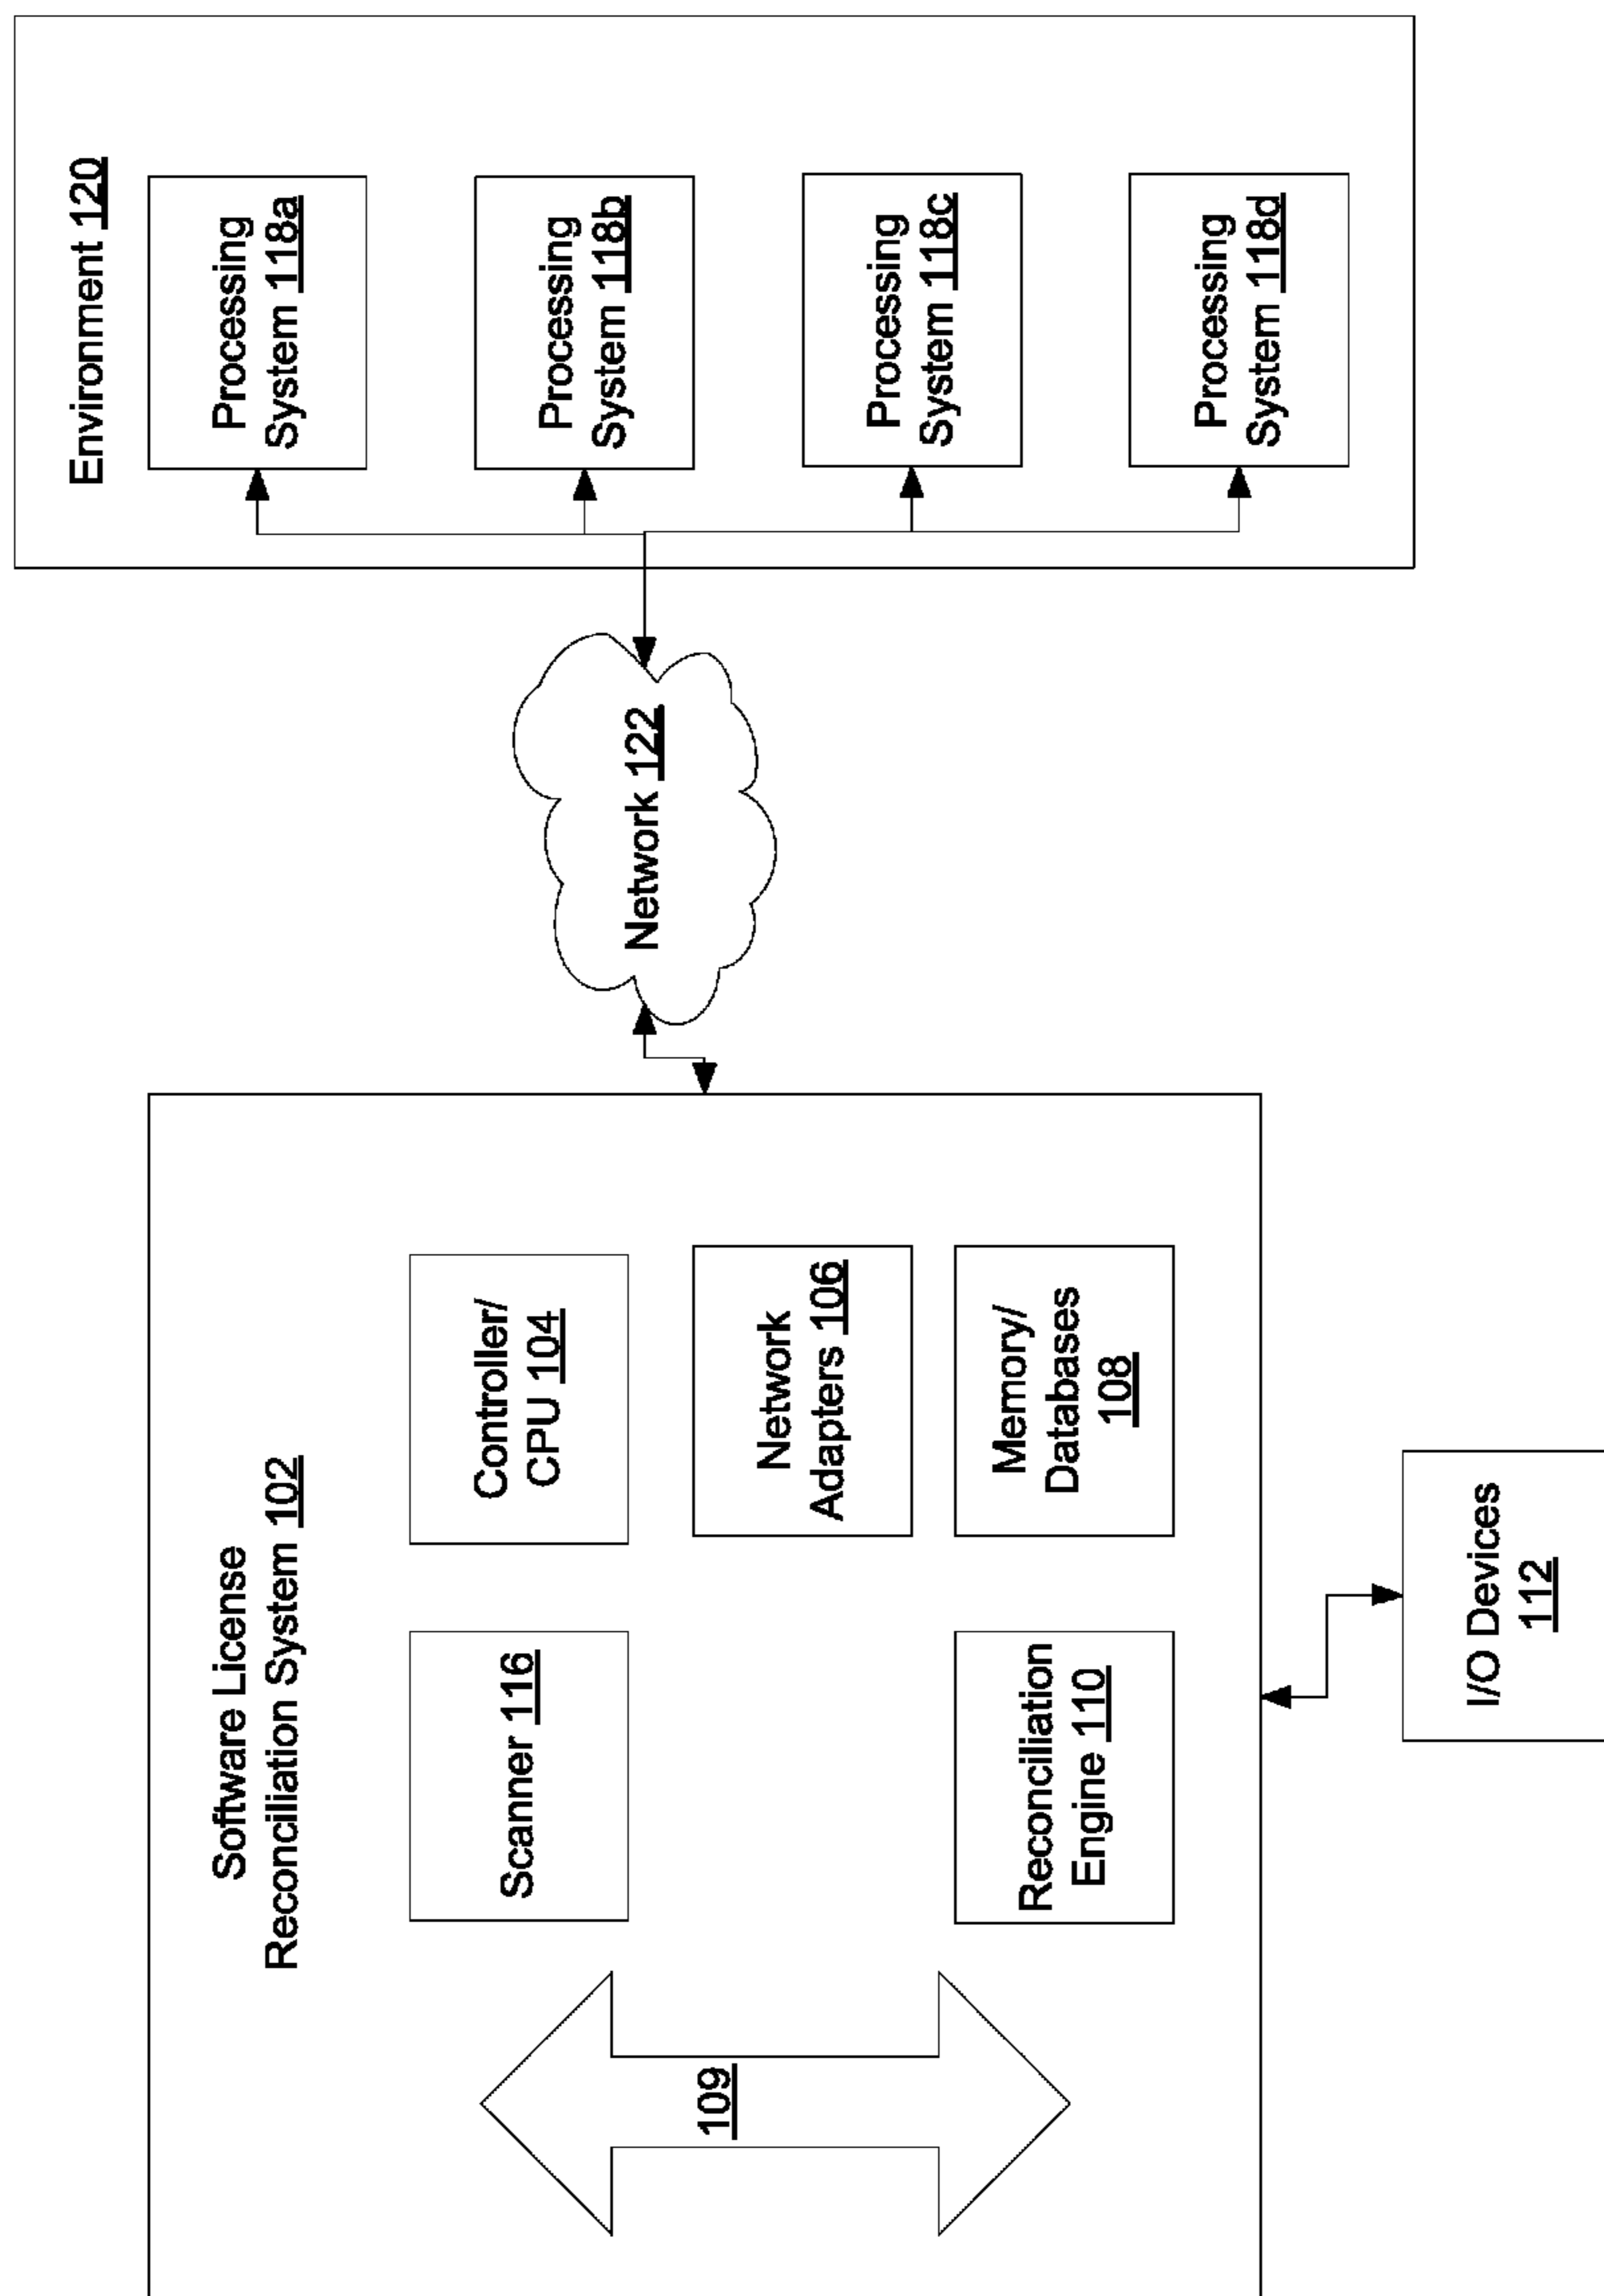 Software License
Reconciliation System 102
Scanner 116
Controller/
CPU 104
Network
Adapters 106
109
Reconciliation
Engine 110
Memory/
Databases
108
I/O Devices
112
Network 122
Environment 120
Processing
System 118a
Processing
System 118b
Processing
System 118c
Processing
System 118d